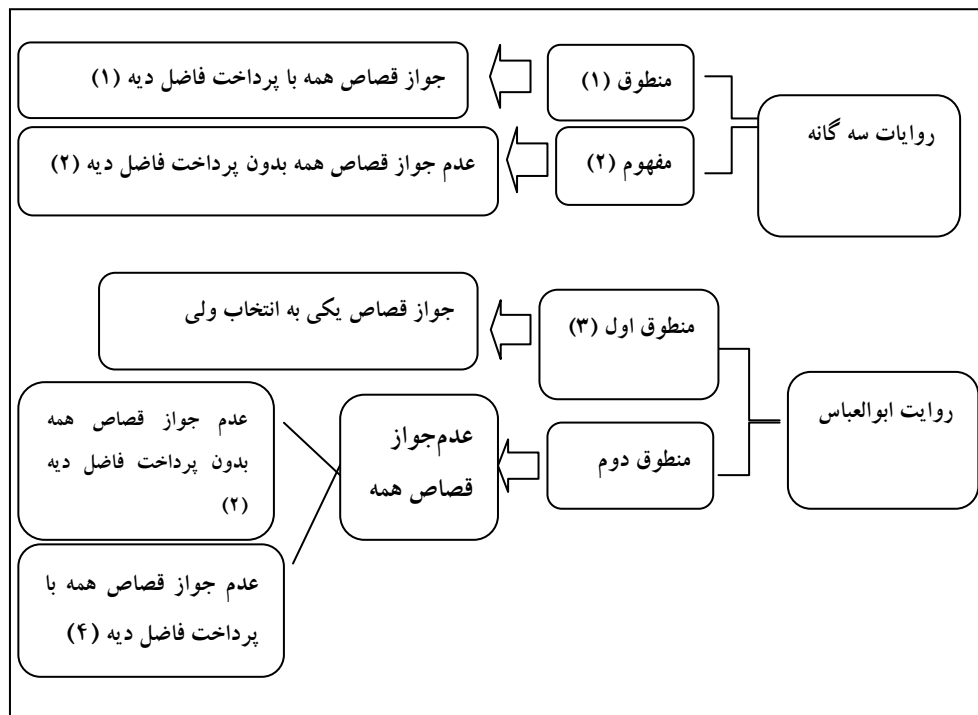 روایات سه گانه
منطوق (۱)
جواز قصاص همه با پرداخت فاضل دیه (۱)
مفهوم (۲)
عدم جواز قصاص همه بدون پرداخت فاضل دیه (۲)
روایت ابوالعباس
منطوق اول (۳)
جواز قصاص یکی به انتخاب ولی
منطوق دوم
عدم‌جواز
قصاص همه
عدم جواز قصاص همه
بدون پرداخت فاضل دیه
(۲)
عدم جواز قصاص همه با
پرداخت فاضل دیه (۴)